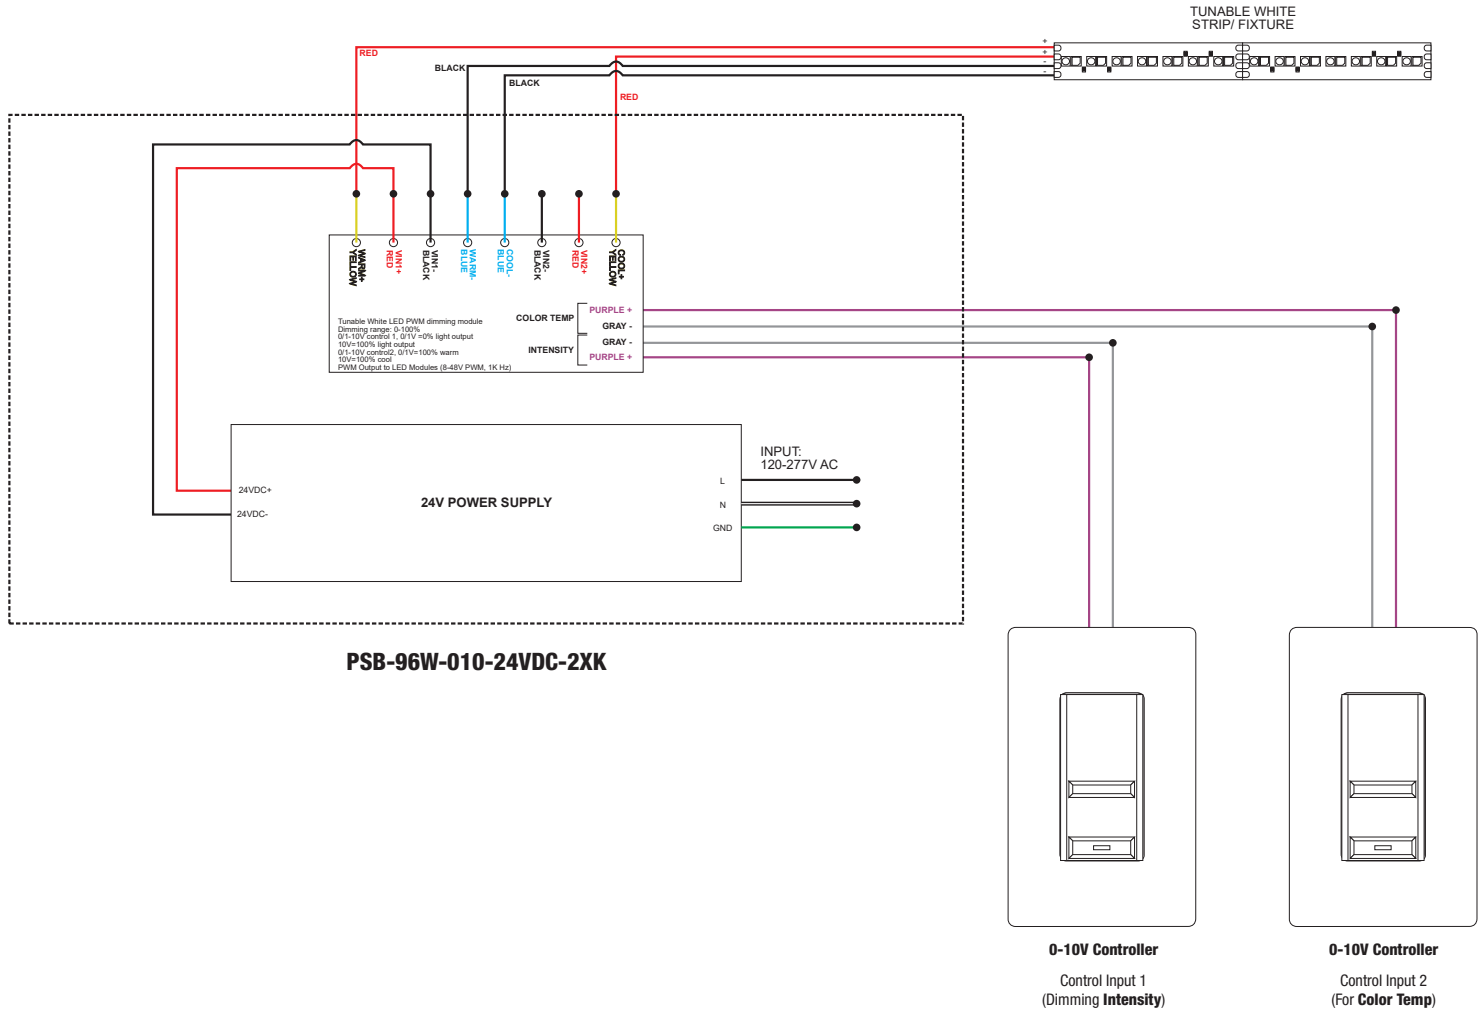 TUNABLE WHITE
STRIP/ FIXTURE
+
+
-
-
RED
BLACK
BLACK
RED
WARM+
YELLOW
VIN1+
RED
VIN1-
BLACK
WARM-
BLUE
COOL-
BLUE
VIN2-
BLACK
VIN2+
RED
COOL+
YELLOW
COLOR TEMP
PURPLE +
GRAY -
INTENSITY
GRAY -
PURPLE +
Tunable White LED PWM dimming module
Dimming range: 0-100%
0/1-10V control 1, 0/1V =0% light output
10V=100% light output
0/1-10V control2, 0/1V=100% warm
10V=100% cool
PWM Output to LED Modules (8-48V PWM, 1K Hz)
INPUT:
120-277V AC
24VDC+
24VDC-
24V POWER SUPPLY
L
N
GND
PSB-96W-010-24VDC-2XK
0-10V Controller
Control Input 1
(Dimming Intensity)
0-10V Controller
Control Input 2
(For Color Temp)